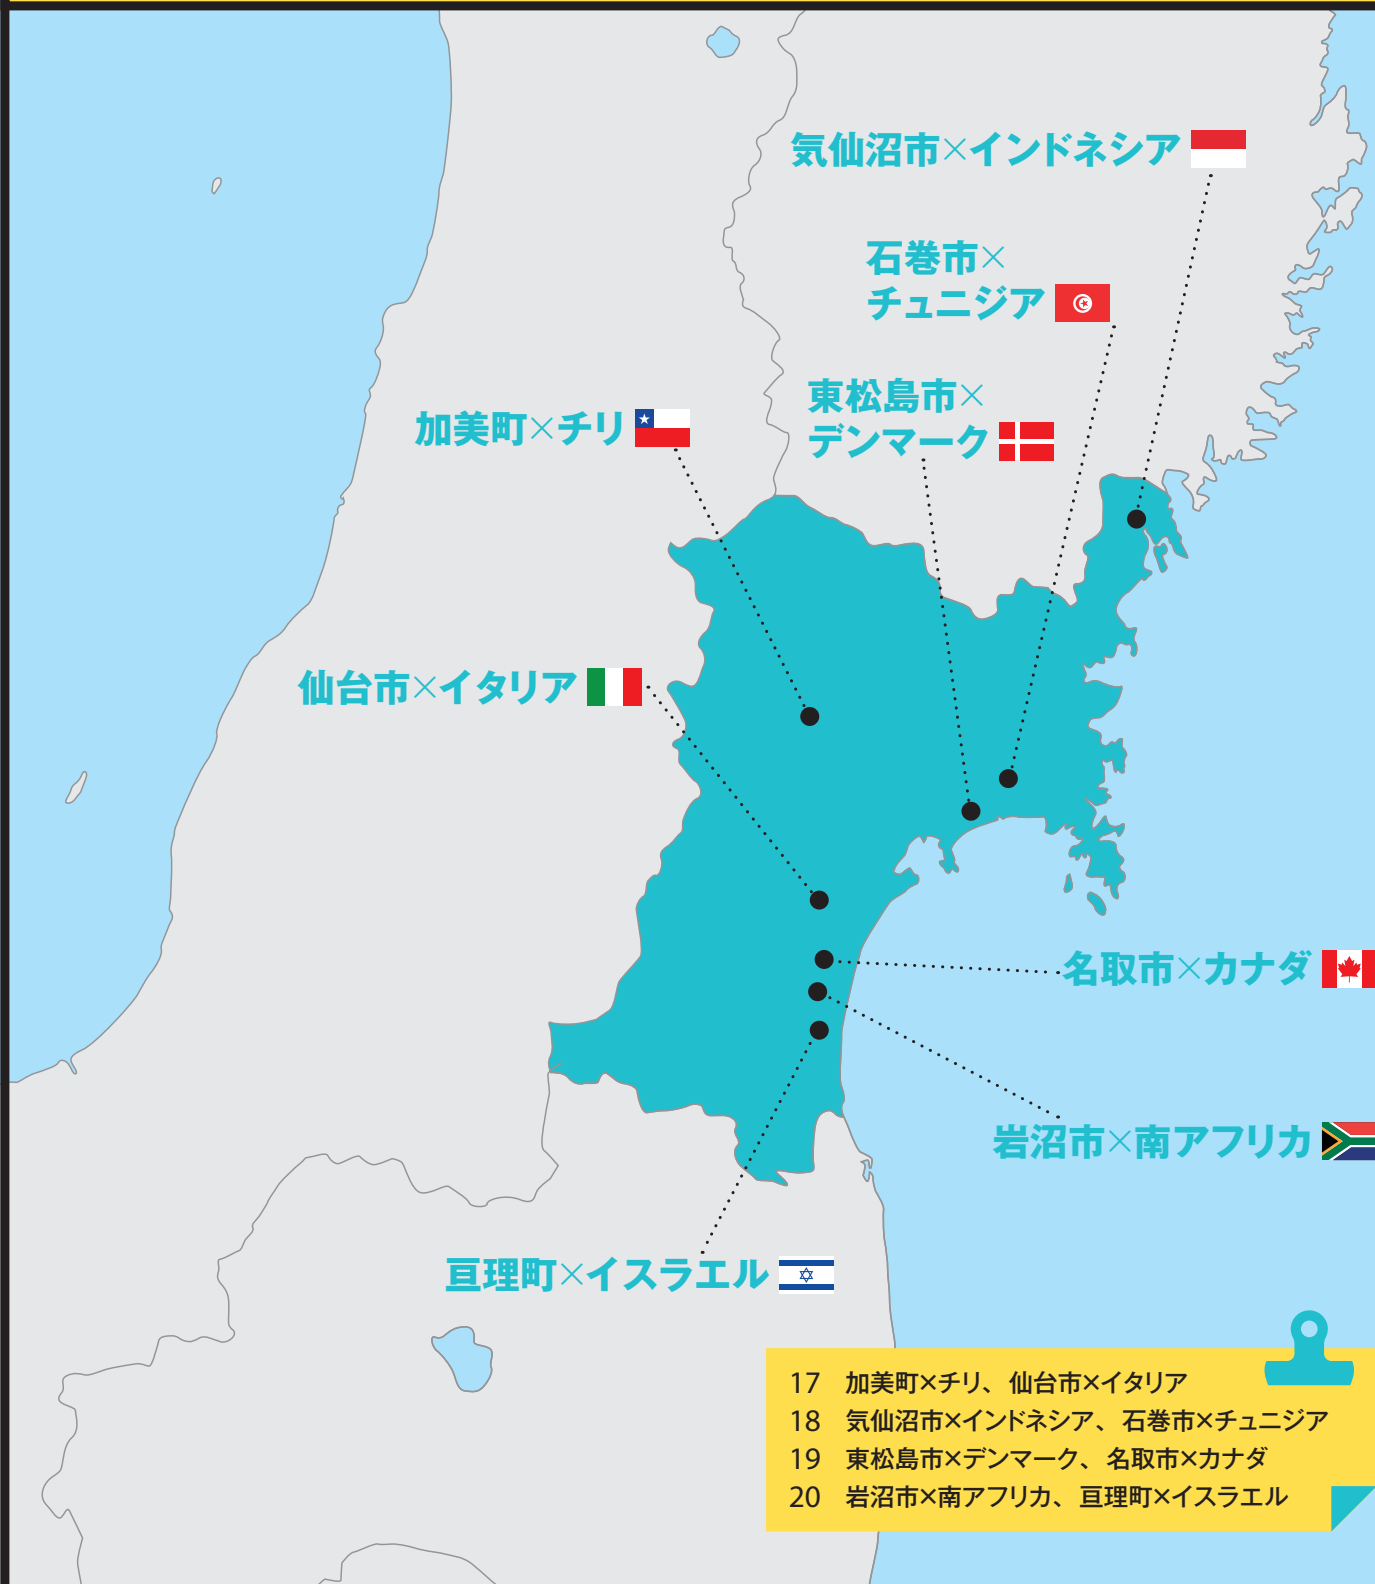 気仙沼市×インドネシア
石巻市×
チュニジア
東松島市×
デンマーク
加美町×チリ
仙台市×イタリア
名取市×カナダ
岩沼市×南アフリカ
亘理町×イスラエル
17 加美町×チリ、仙台市×イタリア
18 気仙沼市×インドネシア、石巻市×チュニジア
19 東松島市×デンマーク、名取市×カナダ
20 岩沼市×南アフリカ、亘理町×イスラエル